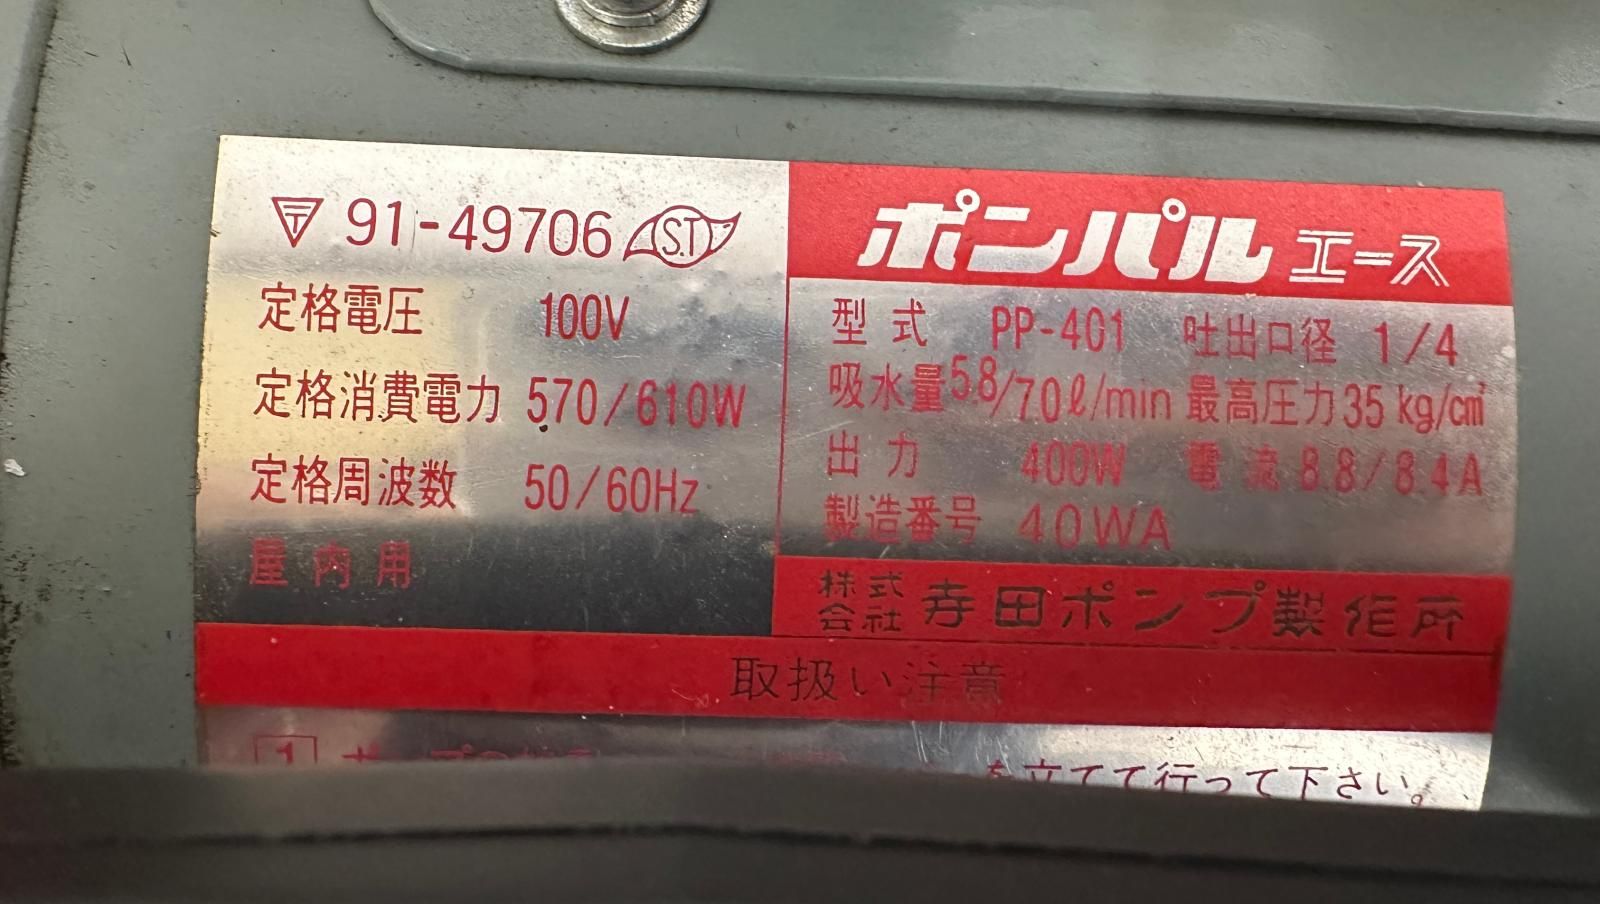 〒 91-49706 S.T
定格電圧 100V
定格消費電力 570/610W
定格周波数 50/60Hz
屋内用
ポンパルエース
型式 PP-401 吐出口径 1/4
吸水量 5.8/7.0ℓ/min 最高圧力 35kg/cm²
出力 400W 電流 8.8/8.4A
製造番号 40WA
株式会社 寺田ポンプ製作所
取扱い注意
1
を立てて行って下さい。